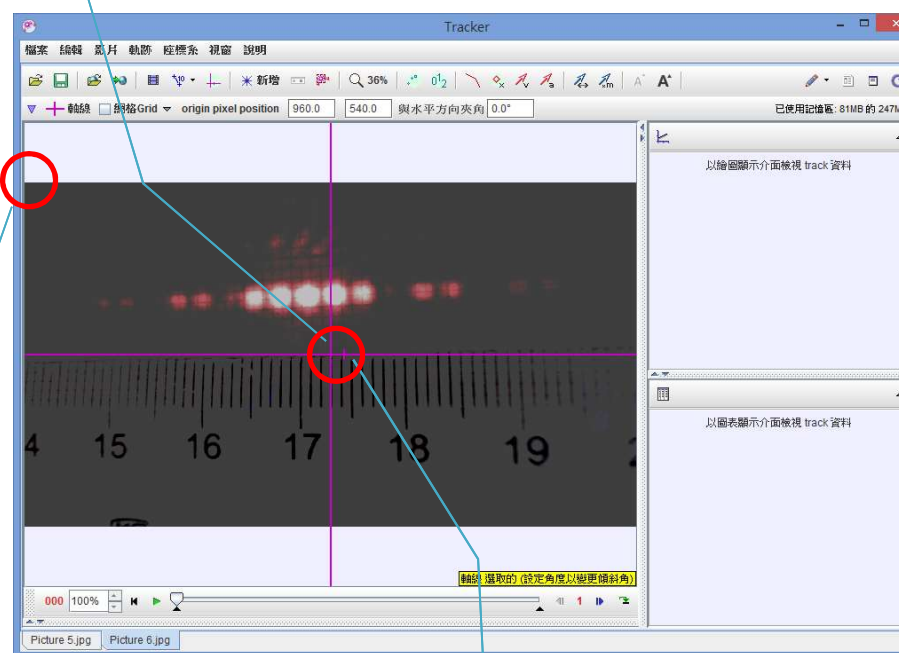 Tracker
檔案 編輯 影片 軌跡 座標系 視窗 說明
新增 36%
軸線 網格Grid origin pixel position 960.0 540.0 與水平方向夾角 0.0° 已使用記憶區: 81MB 的 247M
以繪圖顯示介面檢視 track 資料
15 16 17 18 19
以圖表顯示介面檢視 track 資料
軸線 選取的 (設定角度以變更傾斜角)
000 100% 1
Picture 5.jpg Picture 6.jpg